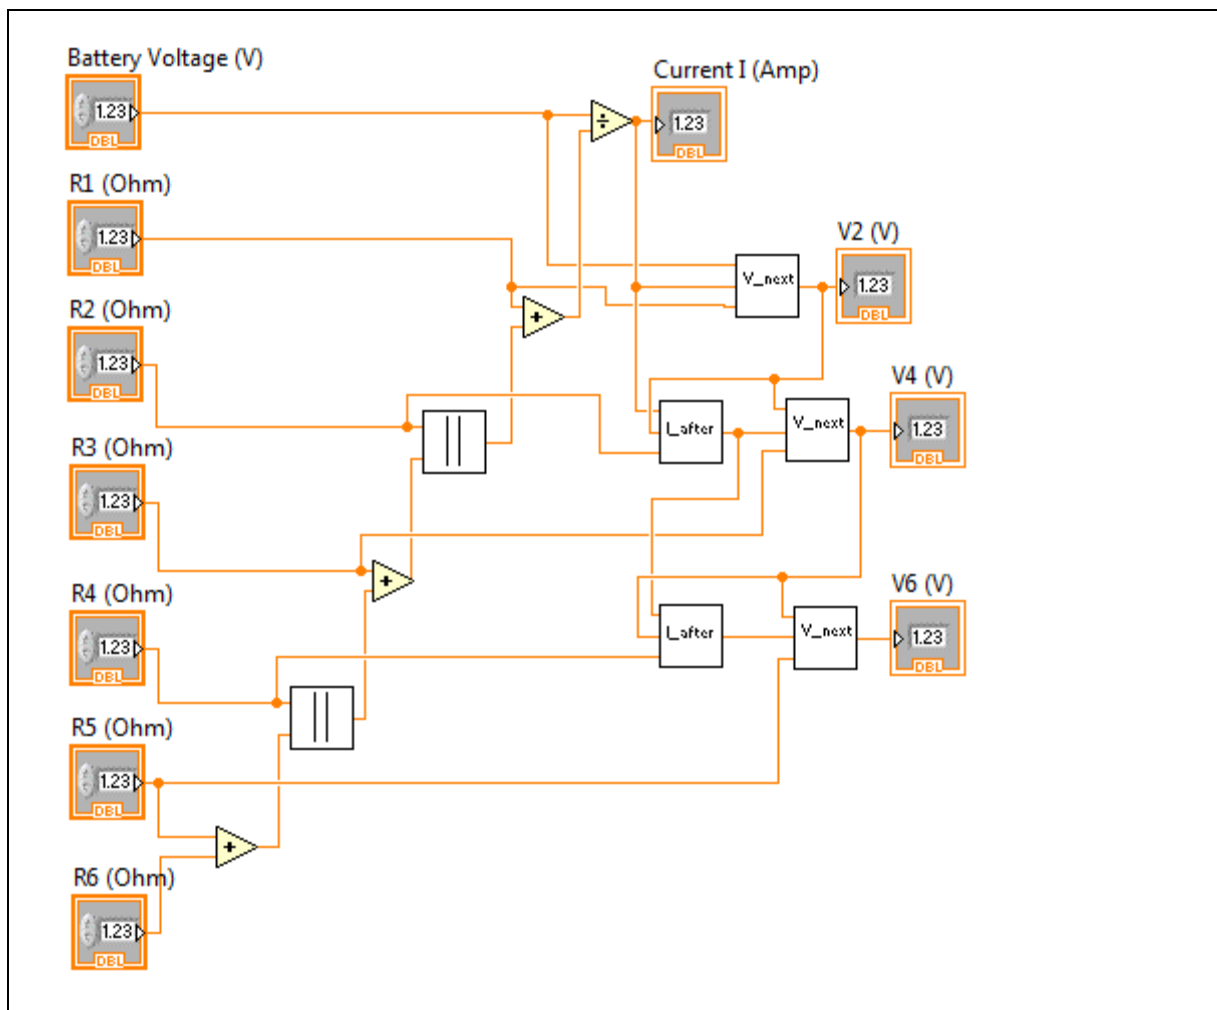 Battery Voltage (V)
1.23
DBL
÷
Current I (Amp)
1.23
DBL
R1 (Ohm)
1.23
DBL
V2 (V)
1.23
DBL
V_next
R2 (Ohm)
1.23
DBL
+
V4 (V)
1.23
DBL
||
I_after
V_next
R3 (Ohm)
1.23
DBL
+
R4 (Ohm)
1.23
DBL
V6 (V)
1.23
DBL
I_after
V_next
||
R5 (Ohm)
1.23
DBL
+
R6 (Ohm)
1.23
DBL